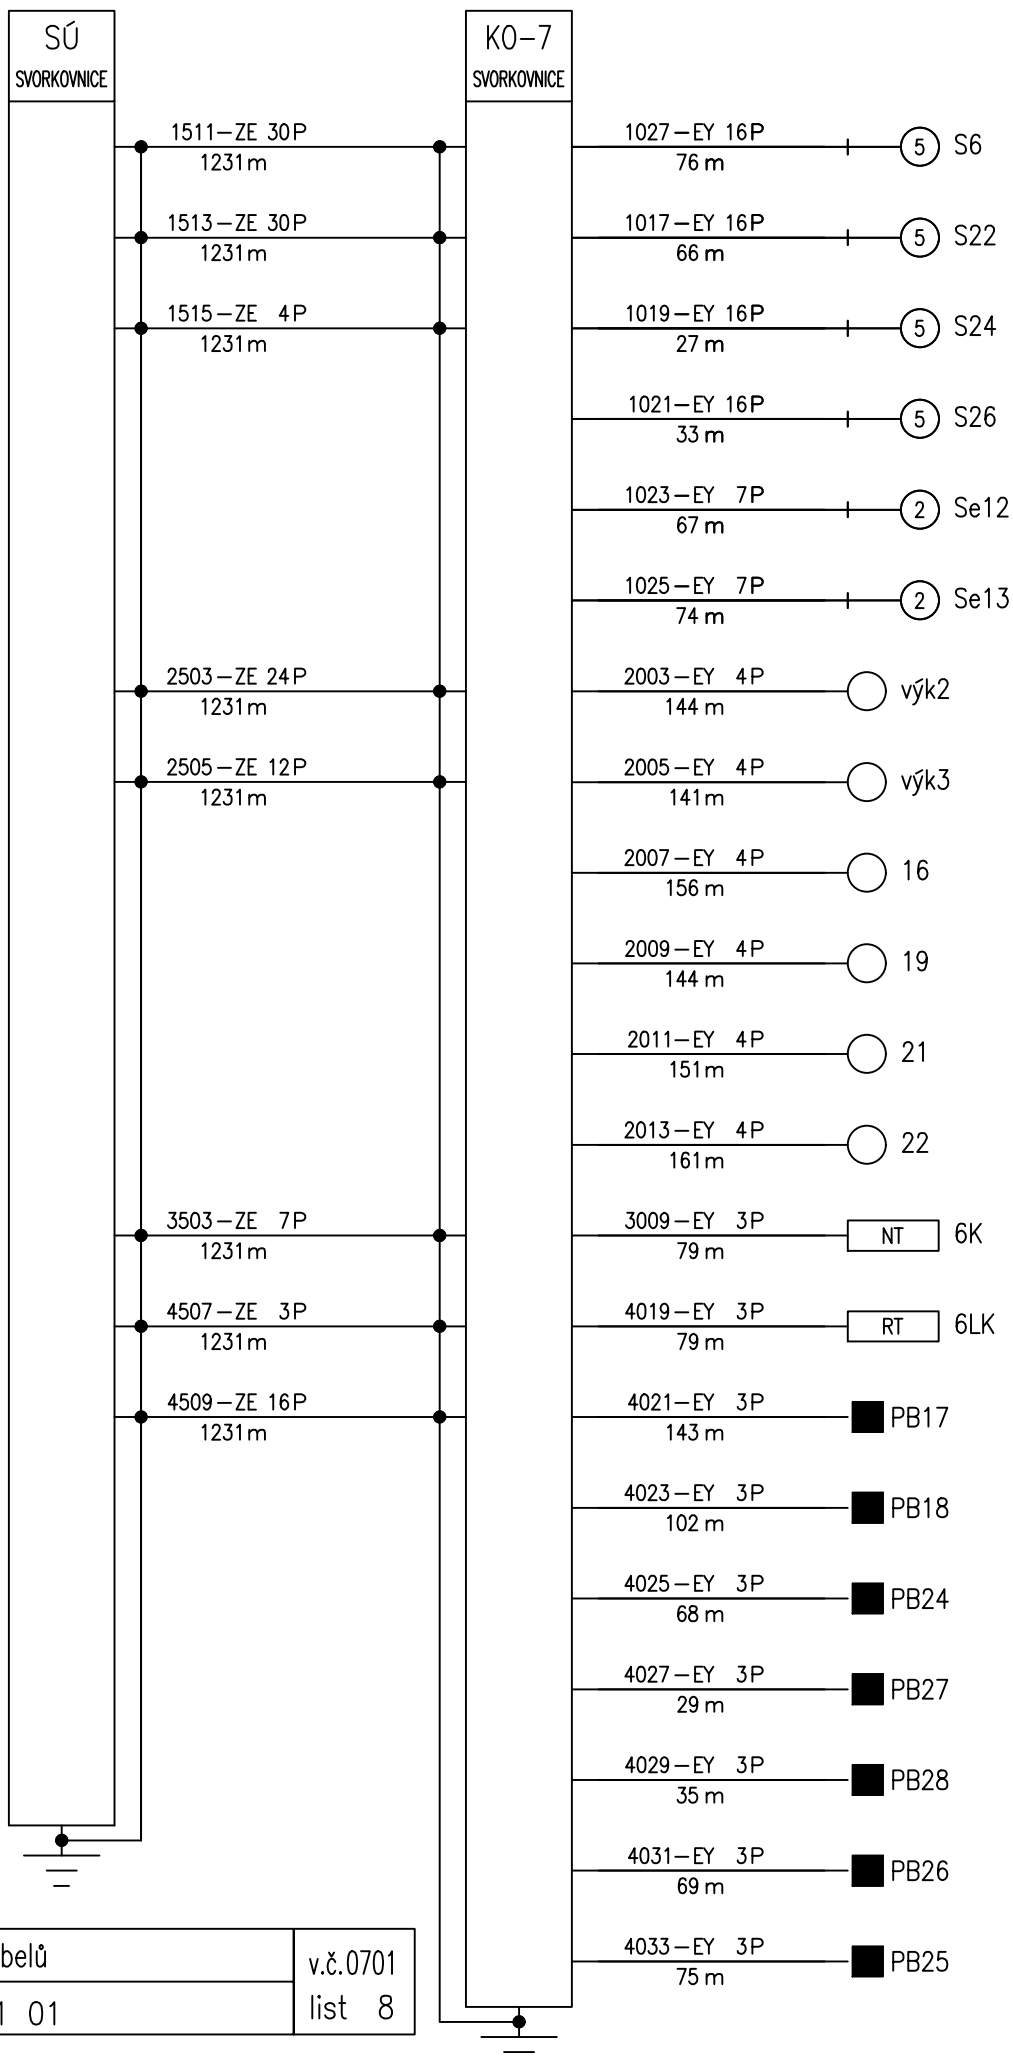 SÚ
SVORKOVNICE
KO-7
SVORKOVNICE
1511-ZE 30P
1231m
1027-EY 16P
76 m
5 S6
1513-ZE 30P
1231m
1017-EY 16P
66 m
5 S22
1515-ZE 4P
1231m
1019-EY 16P
27 m
5 S24
1021-EY 16P
33 m
5 S26
1023-EY 7P
67 m
2 Se12
1025-EY 7P
74 m
2 Se13
2503-ZE 24P
1231m
2003-EY 4P
144 m
výk2
2505-ZE 12P
1231m
2005-EY 4P
141m
výk3
2007-EY 4P
156 m
16
2009-EY 4P
144 m
19
2011-EY 4P
151m
21
2013-EY 4P
161m
22
3503-ZE 7P
1231m
3009-EY 3P
79 m
NT 6K
4507-ZE 3P
1231m
4019-EY 3P
79 m
RT 6LK
4509-ZE 16P
1231m
4021-EY 3P
143 m
PB17
4023-EY 3P
102 m
PB18
4025-EY 3P
68 m
PB24
4027-EY 3P
29 m
PB27
4029-EY 3P
35 m
PB28
4031-EY 3P
69 m
PB26
4033-EY 3P
75 m
PB25
belů
1 01
v.č.0701
list 8